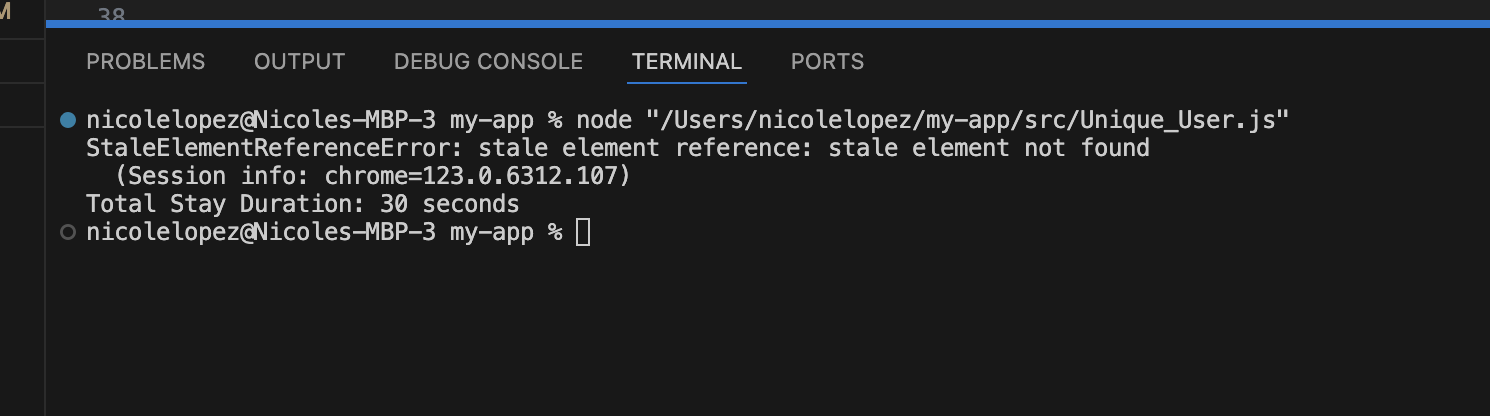 38
PROBLEMS OUTPUT DEBUG CONSOLE TERMINAL PORTS
nicolelopez@Nicoles-MBP-3 my-app % node "/Users/nicolelopez/my-app/src/Unique_User.js"
StaleElementReferenceError: stale element reference: stale element not found
(Session info: chrome=123.0.6312.107)
Total Stay Duration: 30 seconds
nicolelopez@Nicoles-MBP-3 my-app %